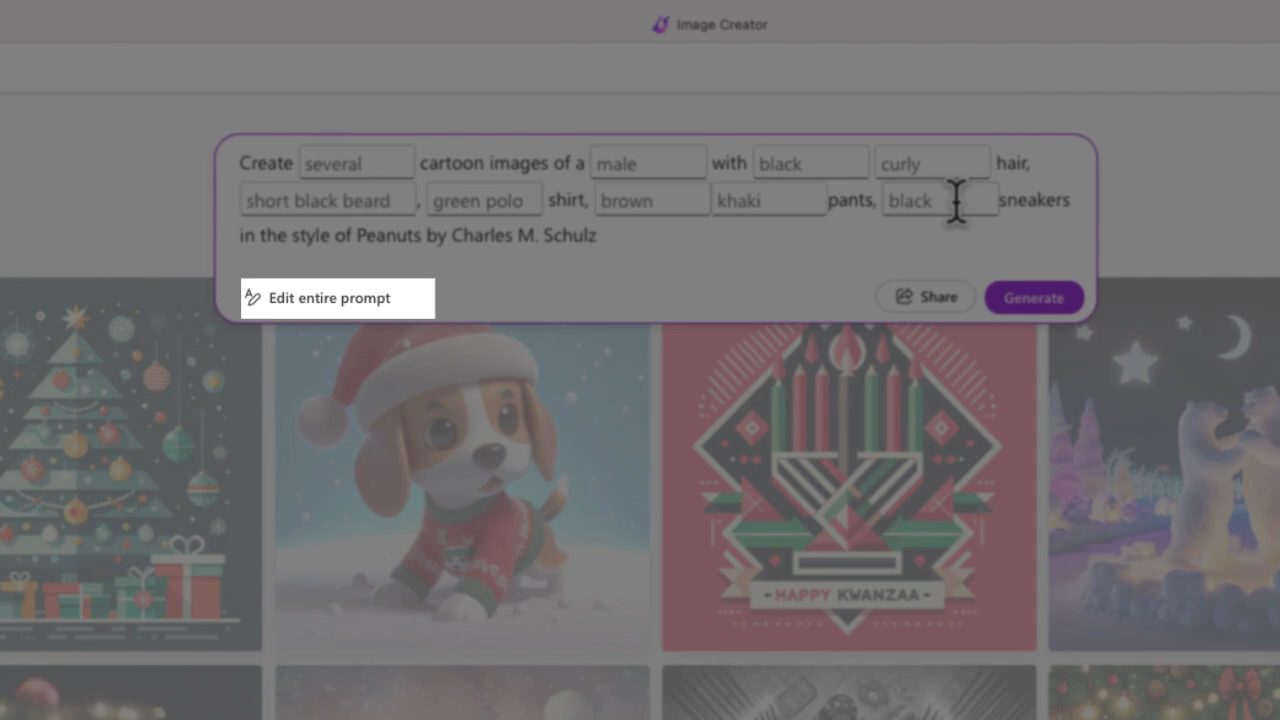 Image Creator
Create several cartoon images of a male with black curly hair,
short black beard , green polo shirt, brown khaki pants, black sneakers
in the style of Peanuts by Charles M. Schulz
Edit entire prompt
Share
Generate
-HAPPY KWANZAA-